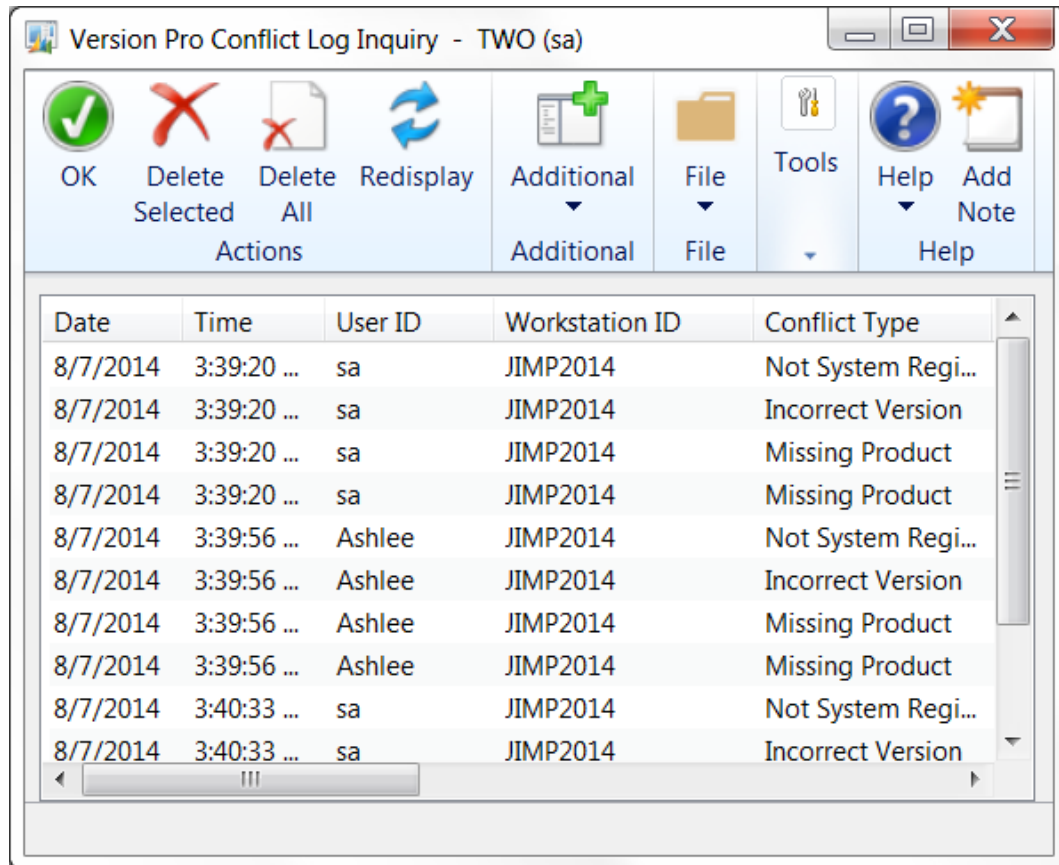 Version Pro Conflict Log Inquiry - TWO (sa)
OK Delete Selected Delete All Redisplay Additional File Tools Help Add Note
Actions Additional File Help
Date Time User ID Workstation ID Conflict Type
8/7/2014 3:39:20 ... sa JIMP2014 Not System Regi...
8/7/2014 3:39:20 ... sa JIMP2014 Incorrect Version
8/7/2014 3:39:20 ... sa JIMP2014 Missing Product
8/7/2014 3:39:20 ... sa JIMP2014 Missing Product
8/7/2014 3:39:56 ... Ashlee JIMP2014 Not System Regi...
8/7/2014 3:39:56 ... Ashlee JIMP2014 Incorrect Version
8/7/2014 3:39:56 ... Ashlee JIMP2014 Missing Product
8/7/2014 3:39:56 ... Ashlee JIMP2014 Missing Product
8/7/2014 3:40:33 ... sa JIMP2014 Not System Regi...
8/7/2014 3:40:33 ... sa JIMP2014 Incorrect Version